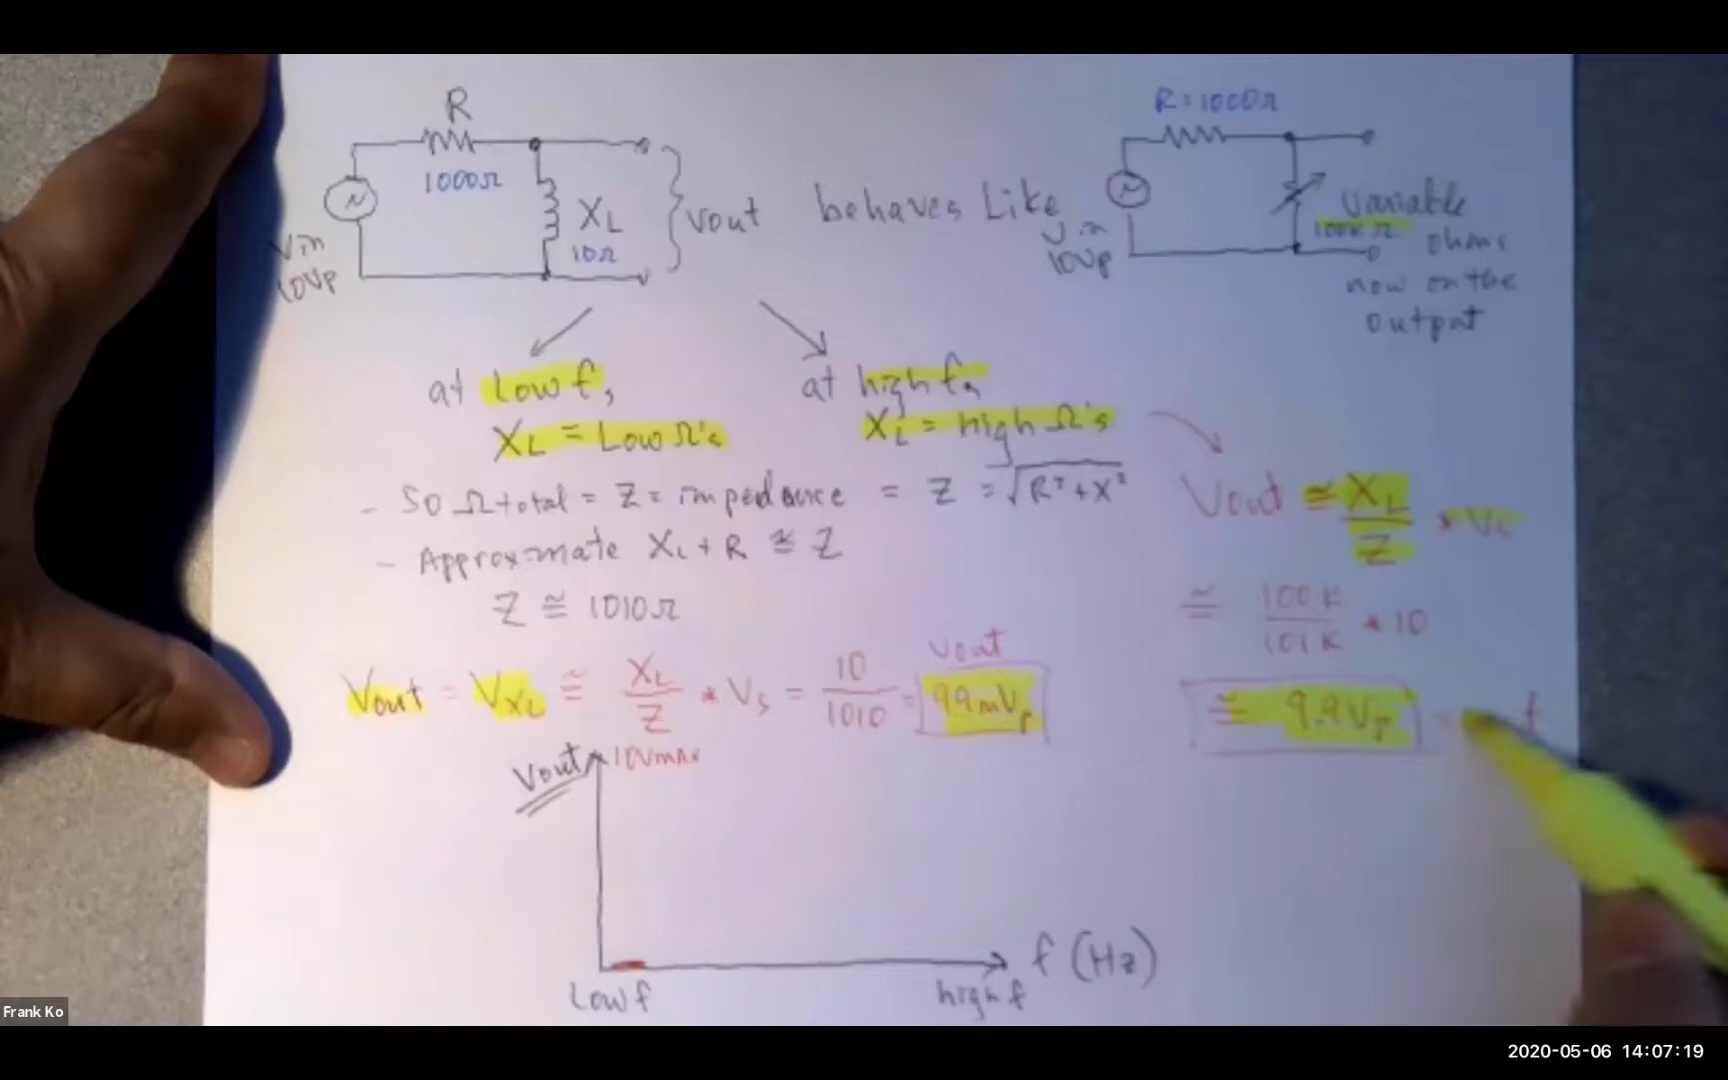 R
1000Ω
XL
10Ω
Vin
10Vp
Vout
behaves Like
R=1000Ω
10Vp
Variable
100KΩ ohms
now on the
output
at Low f,
XL = Low Ω's
at high f,
XL = high Ω's
- So Ω total = Z = impedance = Z = √R²+X²
- Approximate XL + R ≅ Z
Z ≅ 1010Ω
Vout ≅ XL/Z * Vs
≅ 100K/101K * 10
≅ 9.9Vp
Vout = VXL ≅ XL/Z * Vs = 10/1010 = 99mVp
Vout
Vout
10Vmax
f (Hz)
Low f
high f
Frank Ko
2020-05-06 14:07:19